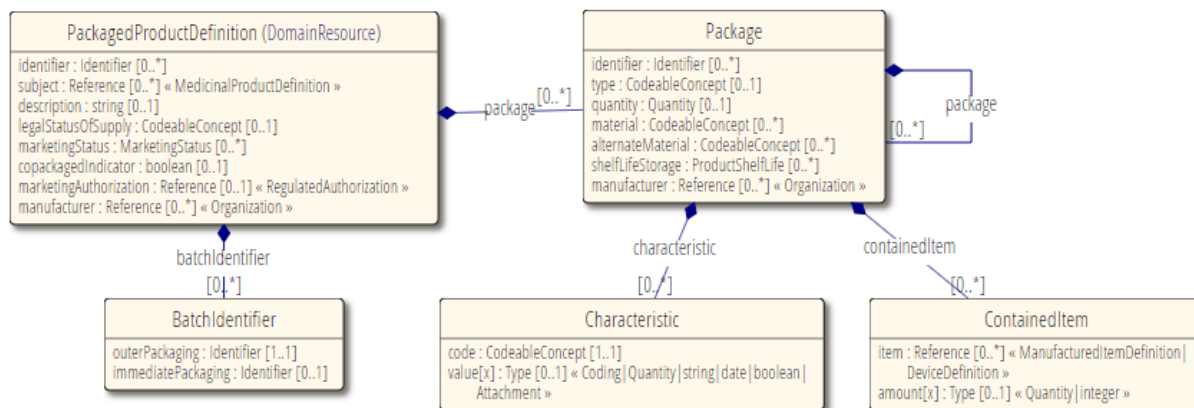 PackagedProductDefinition (DomainResource)
identifier : Identifier [0..*]
subject : Reference [0..*] « MedicinalProductDefinition »
description : string [0..1]
legalStatusOfSupply : CodeableConcept [0..1]
marketingStatus : MarketingStatus [0..*]
copackagedIndicator : boolean [0..1]
marketingAuthorization : Reference [0..1] « RegulatedAuthorization »
manufacturer : Reference [0..*] « Organization »
package
[0..*]
Package
identifier : Identifier [0..*]
type : CodeableConcept [0..1]
quantity : Quantity [0..1]
material : CodeableConcept [0..*]
alternateMaterial : CodeableConcept [0..*]
shelfLifeStorage : ProductShelfLife [0..*]
manufacturer : Reference [0..*] « Organization »
package
[0..*]
batchIdentifier
[0..*]
characteristic
[0..*]
containedItem
[0..*]
BatchIdentifier
outerPackaging : Identifier [1..1]
immediatePackaging : Identifier [0..1]
Characteristic
code : CodeableConcept [1..1]
value[x] : Type [0..1] « Coding|Quantity|string|date|boolean|
Attachment »
ContainedItem
item : Reference [0..*] « ManufacturedItemDefinition|
DeviceDefinition »
amount[x] : Type [0..1] « Quantity|integer »